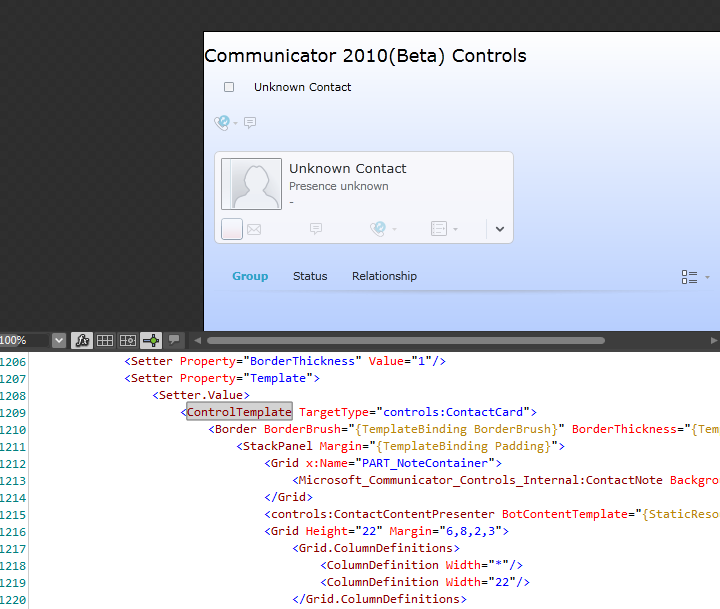 Communicator 2010(Beta) Controls
Unknown Contact
Unknown Contact
Presence unknown
-
Group Status Relationship
100%
1206 <Setter Property="BorderThickness" Value="1"/>
1207 <Setter Property="Template">
1208 <Setter.Value>
1209 <ControlTemplate TargetType="controls:ContactCard">
1210 <Border BorderBrush="{TemplateBinding BorderBrush}" BorderThickness="{Tem
1211 <StackPanel Margin="{TemplateBinding Padding}">
1212 <Grid x:Name="PART_NoteContainer">
1213 <Microsoft_Communicator_Controls_Internal:ContactNote Backgro
1214 </Grid>
1215 <controls:ContactContentPresenter BotContentTemplate="{StaticReso
1216 <Grid Height="22" Margin="6,8,2,3">
1217 <Grid.ColumnDefinitions>
1218 <ColumnDefinition Width="*"/>
1219 <ColumnDefinition Width="22"/>
1220 </Grid.ColumnDefinitions>